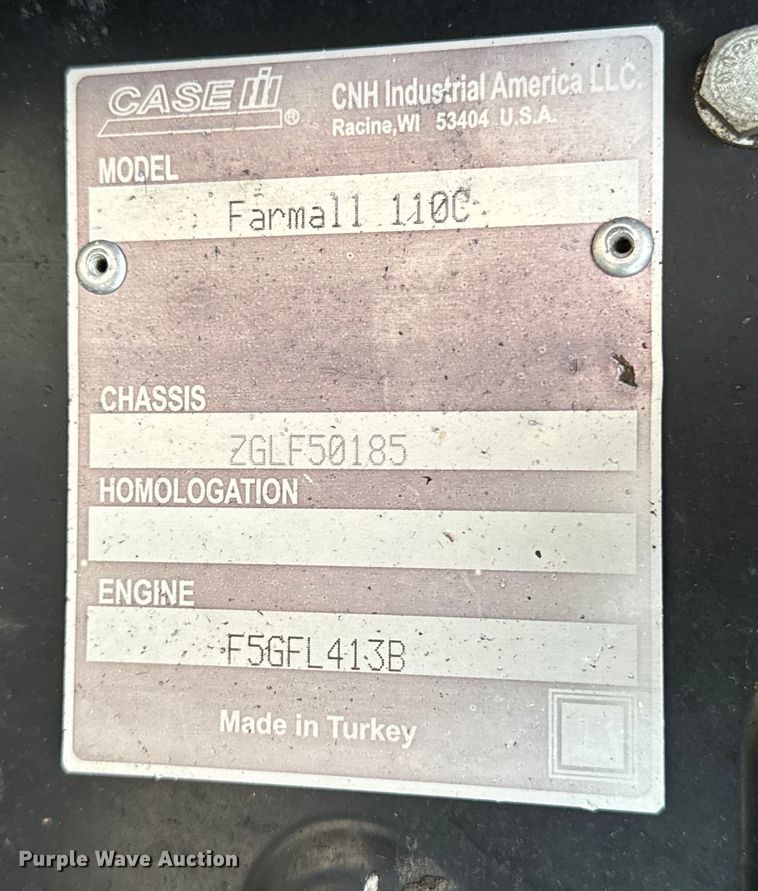 CASE IH ®
CNH Industrial America LLC.
Racine, WI 53404 U.S.A.
MODEL
Farmall 110C
CHASSIS
ZGLF50185
HOMOLOGATION
ENGINE
F5GFL413B
Made in Turkey
Purple Wave Auction